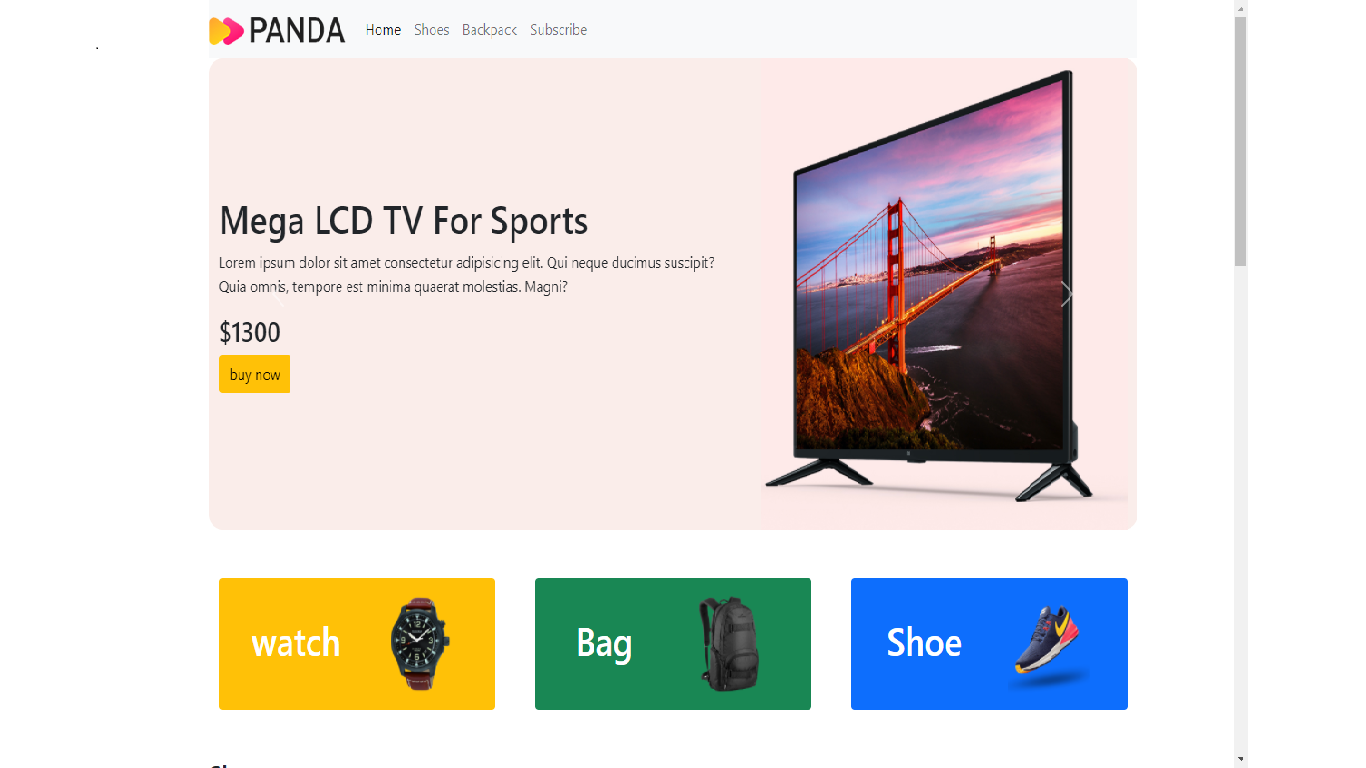 PANDA Home Shoes Backpack Subscribe
Mega LCD TV For Sports
Lorem ipsum dolor sit amet consectetur adipisicing elit. Qui neque ducimus suscipit?
Quia omnis, tempore est minima quaerat molestias. Magni?
$1300
buy now
watch Bag Shoe